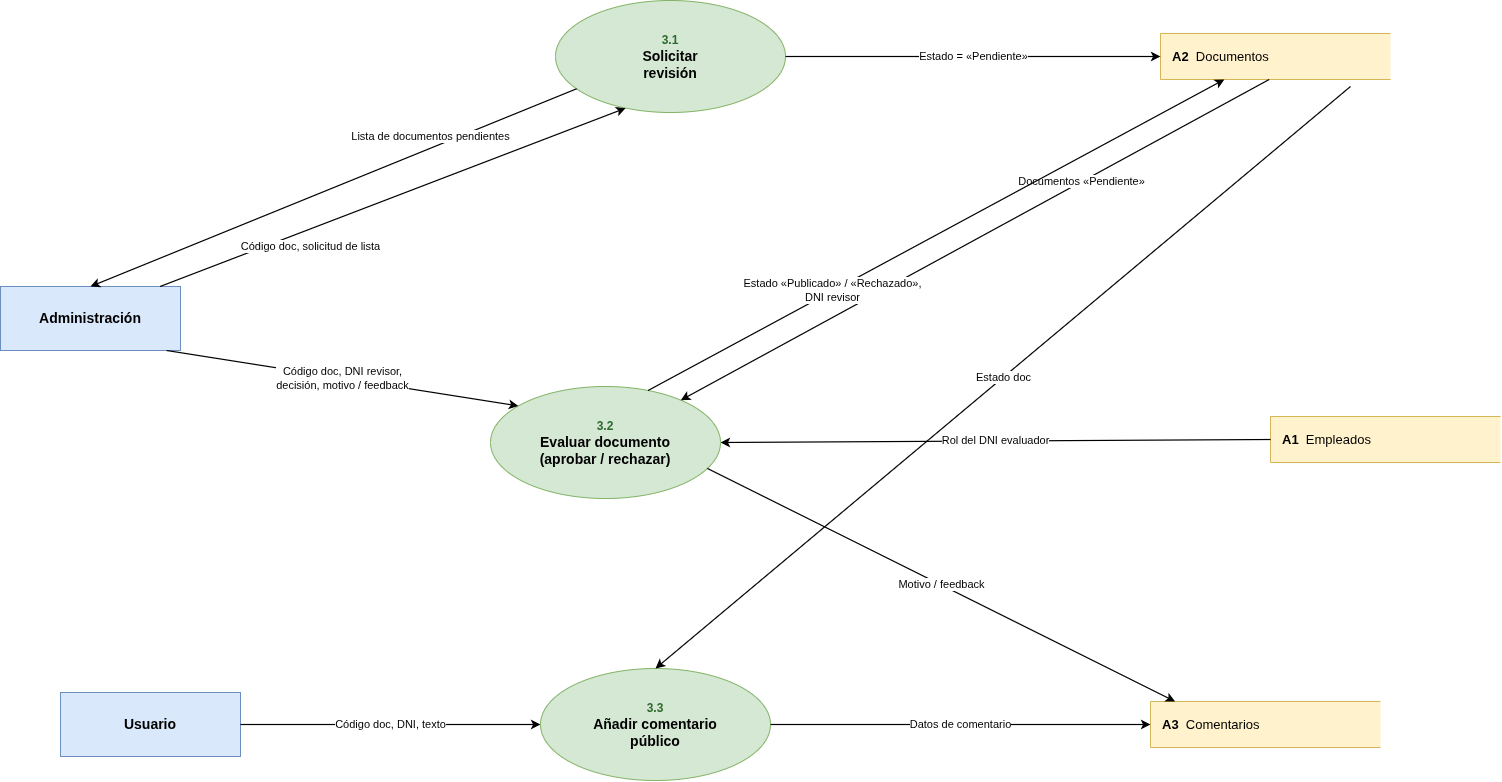 3.1
Solicitar
revisión
Estado = «Pendiente»
A2 Documentos
Lista de documentos pendientes
Documentos «Pendiente»
Código doc, solicitud de lista
Estado «Publicado» / «Rechazado»,
DNI revisor
Administración
Código doc, DNI revisor,
decisión, motivo / feedback
Estado doc
3.2
Evaluar documento
(aprobar / rechazar)
Rol del DNI evaluador
A1 Empleados
Motivo / feedback
Usuario
Código doc, DNI, texto
3.3
Añadir comentario
público
Datos de comentario
A3 Comentarios